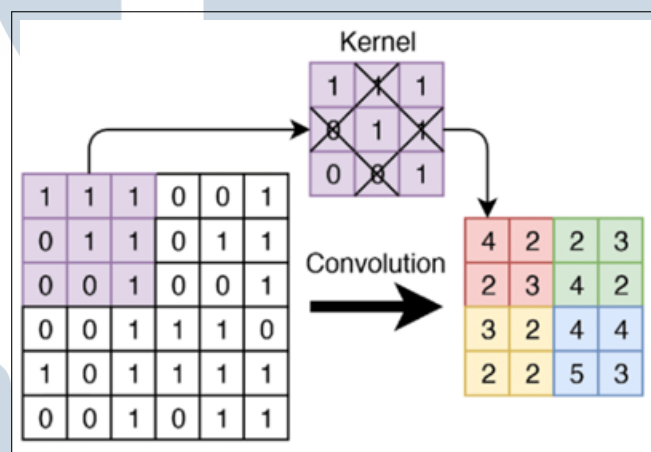 Kernel
1 1 1
0 1 1
0 0 1
1 1 1 0 0 1
0 1 1 0 1 1
0 0 1 0 0 1
0 0 1 1 1 0
1 0 1 1 1 1
0 0 1 0 1 1
Convolution
4 2 2 3
2 3 4 2
3 2 4 4
2 2 5 3